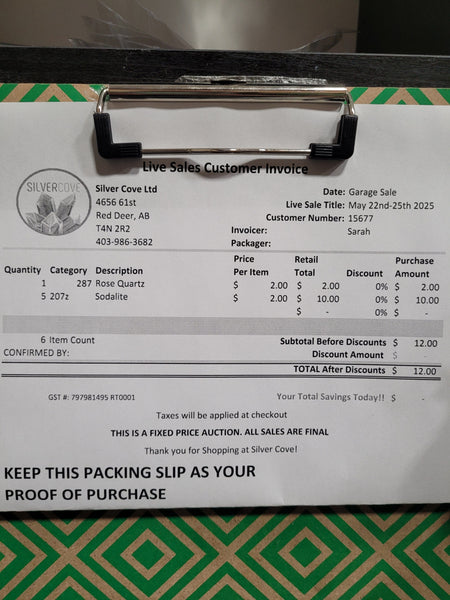 Live Sales Customer Invoice
SILVERCOVE
Silver Cove Ltd
4656 61st
Red Deer, AB
T4N 2R2
403-986-3682
Date: Garage Sale
Live Sale Title: May 22nd-25th 2025
Customer Number: 15677
Invoicer: Sarah
Packager:
Quantity Category Description Price Per Item Retail Total Discount Purchase Amount
1 287 Rose Quartz $ 2.00 $ 2.00 0% $ 2.00
5 207z Sodalite $ 2.00 $ 10.00 0% $ 10.00
$ - 0% $ -
6 Item Count Subtotal Before Discounts $ 12.00
CONFIRMED BY: Discount Amount $ -
TOTAL After Discounts $ 12.00
GST #: 797981495 RT0001 Your Total Savings Today!! $ -
Taxes will be applied at checkout
THIS IS A FIXED PRICE AUCTION. ALL SALES ARE FINAL
Thank you for Shopping at Silver Cove!
KEEP THIS PACKING SLIP AS YOUR
PROOF OF PURCHASE